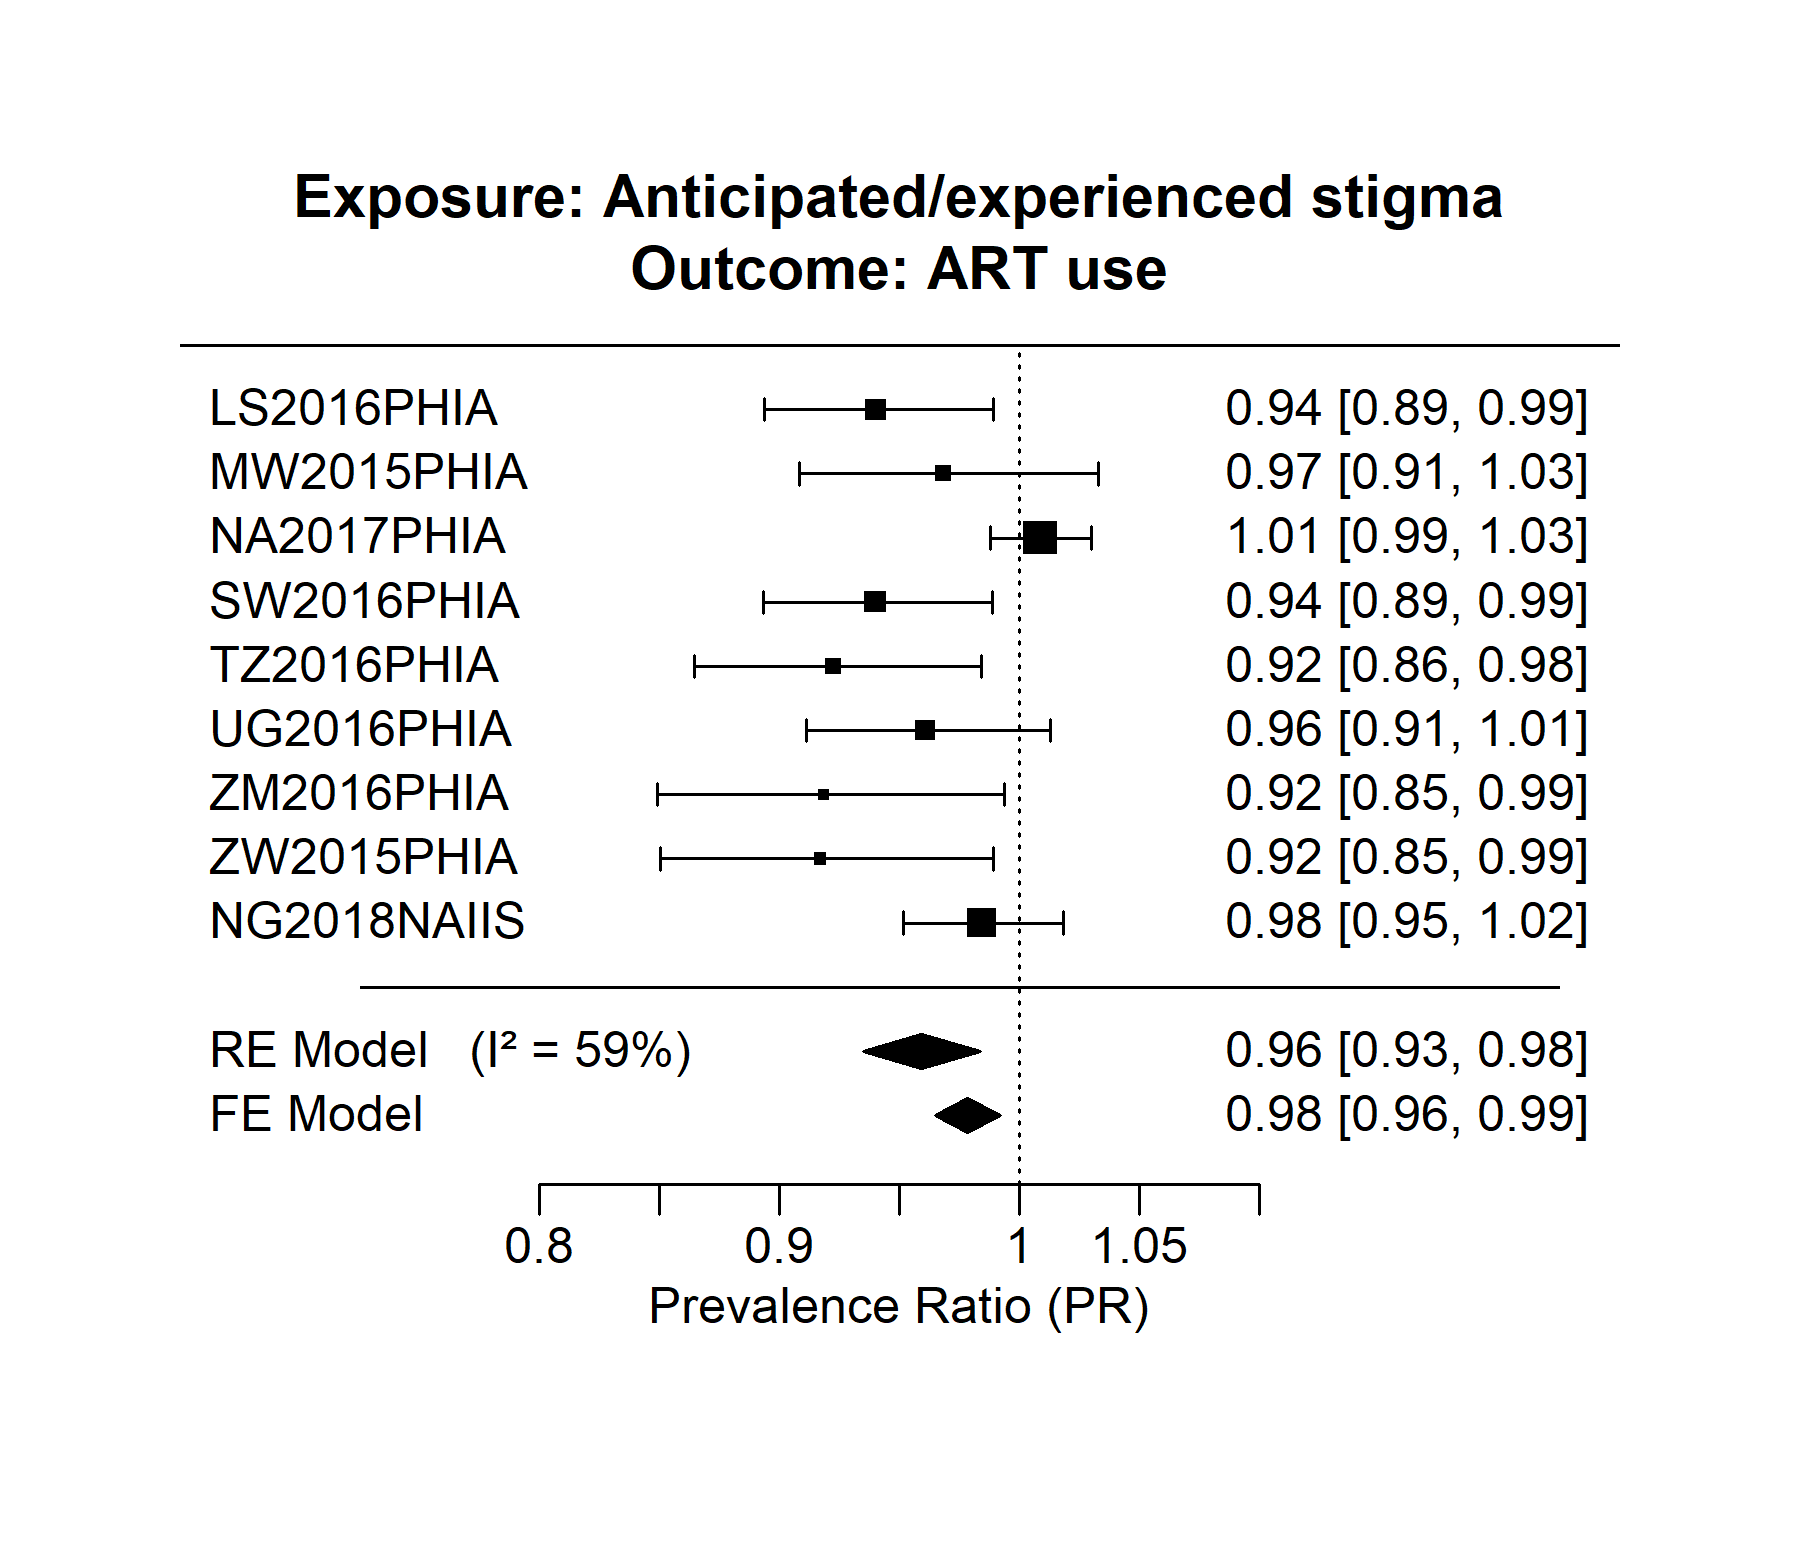 Exposure: Anticipated/experienced stigma
Outcome: ART use
LS2016PHIA 0.94 [0.89, 0.99]
MW2015PHIA 0.97 [0.91, 1.03]
NA2017PHIA 1.01 [0.99, 1.03]
SW2016PHIA 0.94 [0.89, 0.99]
TZ2016PHIA 0.92 [0.86, 0.98]
UG2016PHIA 0.96 [0.91, 1.01]
ZM2016PHIA 0.92 [0.85, 0.99]
ZW2015PHIA 0.92 [0.85, 0.99]
NG2018NAIIS 0.98 [0.95, 1.02]
RE Model (I² = 59%) 0.96 [0.93, 0.98]
FE Model 0.98 [0.96, 0.99]
0.8 0.9 1 1.05
Prevalence Ratio (PR)